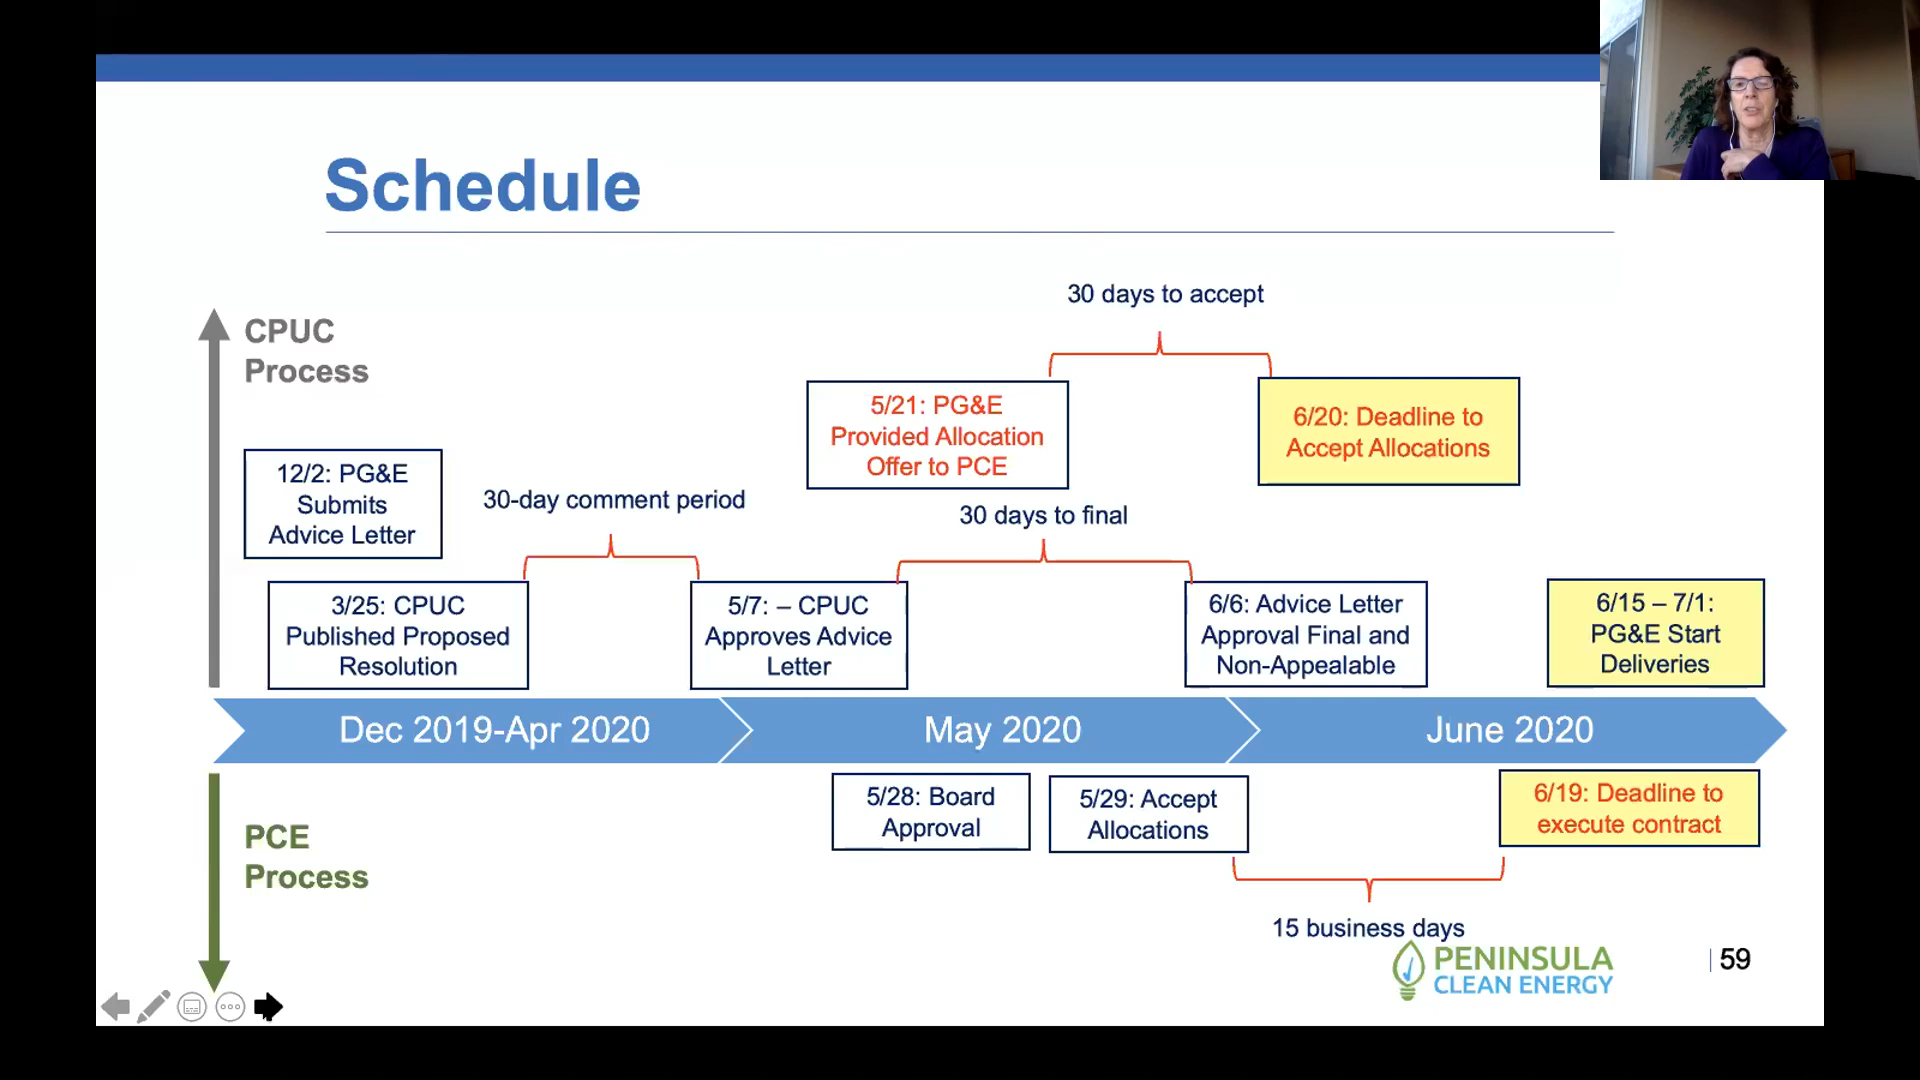 Schedule
30 days to accept
CPUC
Process
5/21: PG&E
Provided Allocation
Offer to PCE
6/20: Deadline to
Accept Allocations
12/2: PG&E
Submits
Advice Letter
30-day comment period
30 days to final
3/25: CPUC
Published Proposed
Resolution
5/7: – CPUC
Approves Advice
Letter
6/6: Advice Letter
Approval Final and
Non-Appealable
6/15 – 7/1:
PG&E Start
Deliveries
Dec 2019-Apr 2020
May 2020
June 2020
5/28: Board
Approval
5/29: Accept
Allocations
6/19: Deadline to
execute contract
PCE
Process
15 business days
PENINSULA
CLEAN ENERGY
59